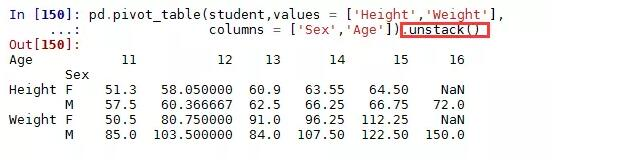 In [150]: pd.pivot_table(student,values = ['Height','Weight'],
...: columns = ['Sex','Age']).unstack()
Out[150]:
Age 11 12 13 14 15 16
Sex
Height F 51.3 58.050000 60.9 63.55 64.50 NaN
M 57.5 60.366667 62.5 66.25 66.75 72.0
Weight F 50.5 80.750000 91.0 96.25 112.25 NaN
M 85.0 103.500000 84.0 107.50 122.50 150.0